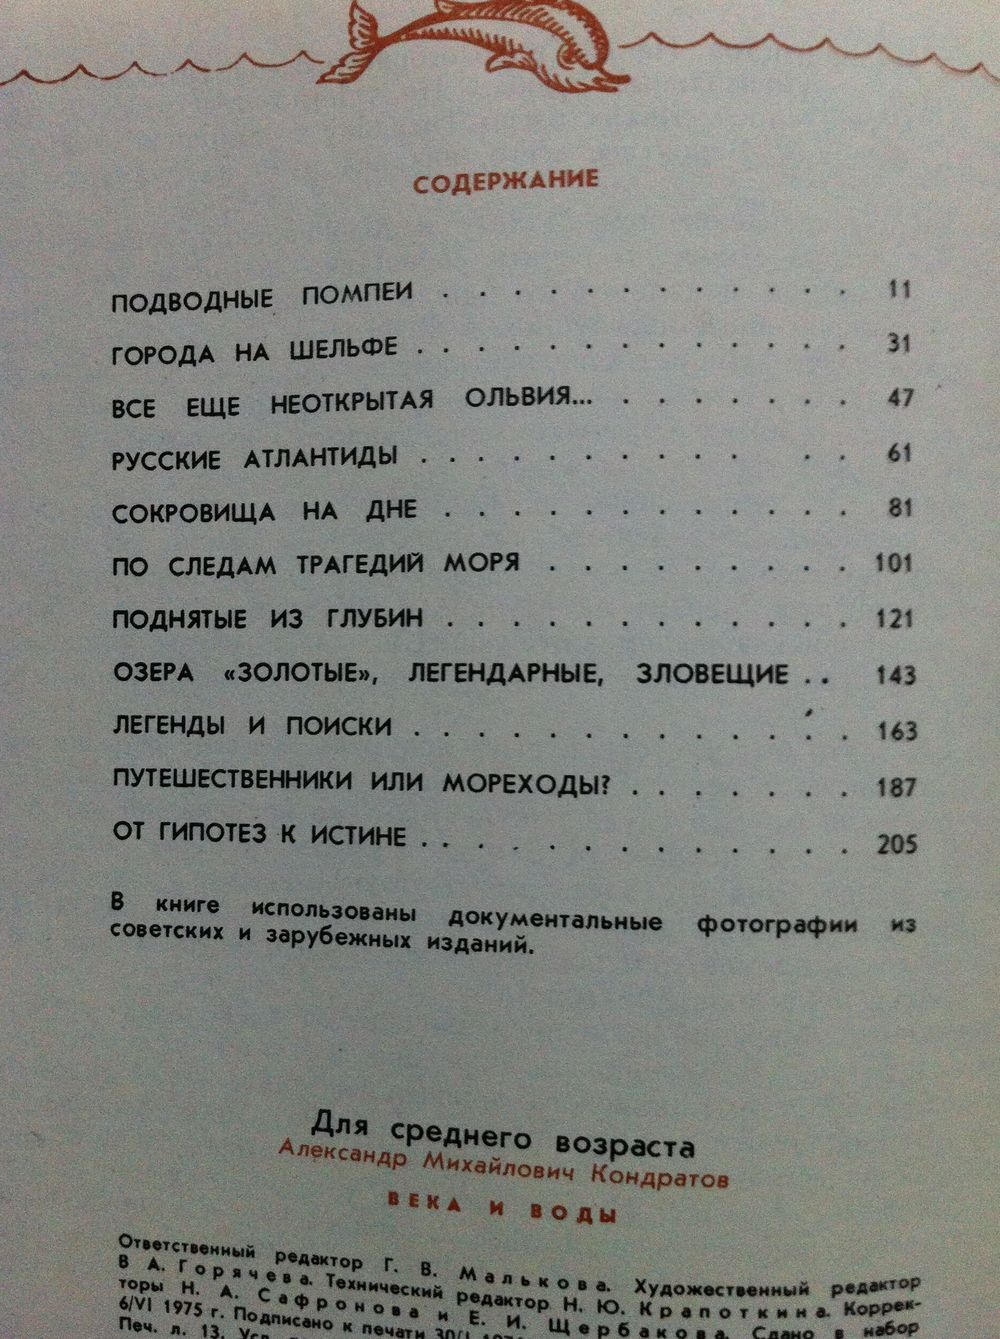 СОДЕРЖАНИЕ
ПОДВОДНЫЕ ПОМПЕИ . . . . . . . . . . . . 11
ГОРОДА НА ШЕЛЬФЕ . . . . . . . . . . . . . 31
ВСЕ ЕЩЕ НЕОТКРЫТАЯ ОЛЬВИЯ... . . . . . . . 47
РУССКИЕ АТЛАНТИДЫ . . . . . . . . . . . 61
СОКРОВИЩА НА ДНЕ . . . . . . . . . . . . 81
ПО СЛЕДАМ ТРАГЕДИЙ МОРЯ . . . . . . . . . 101
ПОДНЯТЫЕ ИЗ ГЛУБИН . . . . . . . . . . . . 121
ОЗЕРА «ЗОЛОТЫЕ», ЛЕГЕНДАРНЫЕ, ЗЛОВЕЩИЕ . . 143
ЛЕГЕНДЫ И ПОИСКИ . . . . . . . . . . . . . 163
ПУТЕШЕСТВЕННИКИ ИЛИ МОРЕХОДЫ? . . . . . . . 187
ОТ ГИПОТЕЗ К ИСТИНЕ . . . . . . . . . . . . . 205
В книге использованы документальные фотографии из
советских и зарубежных изданий.
Для среднего возраста
Александр Михайлович Кондратов
ВЕКА И ВОДЫ
Ответственный редактор Г. В. Малькова. Художественный редактор
В А. Горячева. Технический редактор Н. Ю. Крапоткина. Коррек-
торы Н. А. Сафронова и Е. И. Щербакова. Сдано в набор
6/VI 1975 г. Подписано к печати 30/I
Печ. л. 13. Усл.